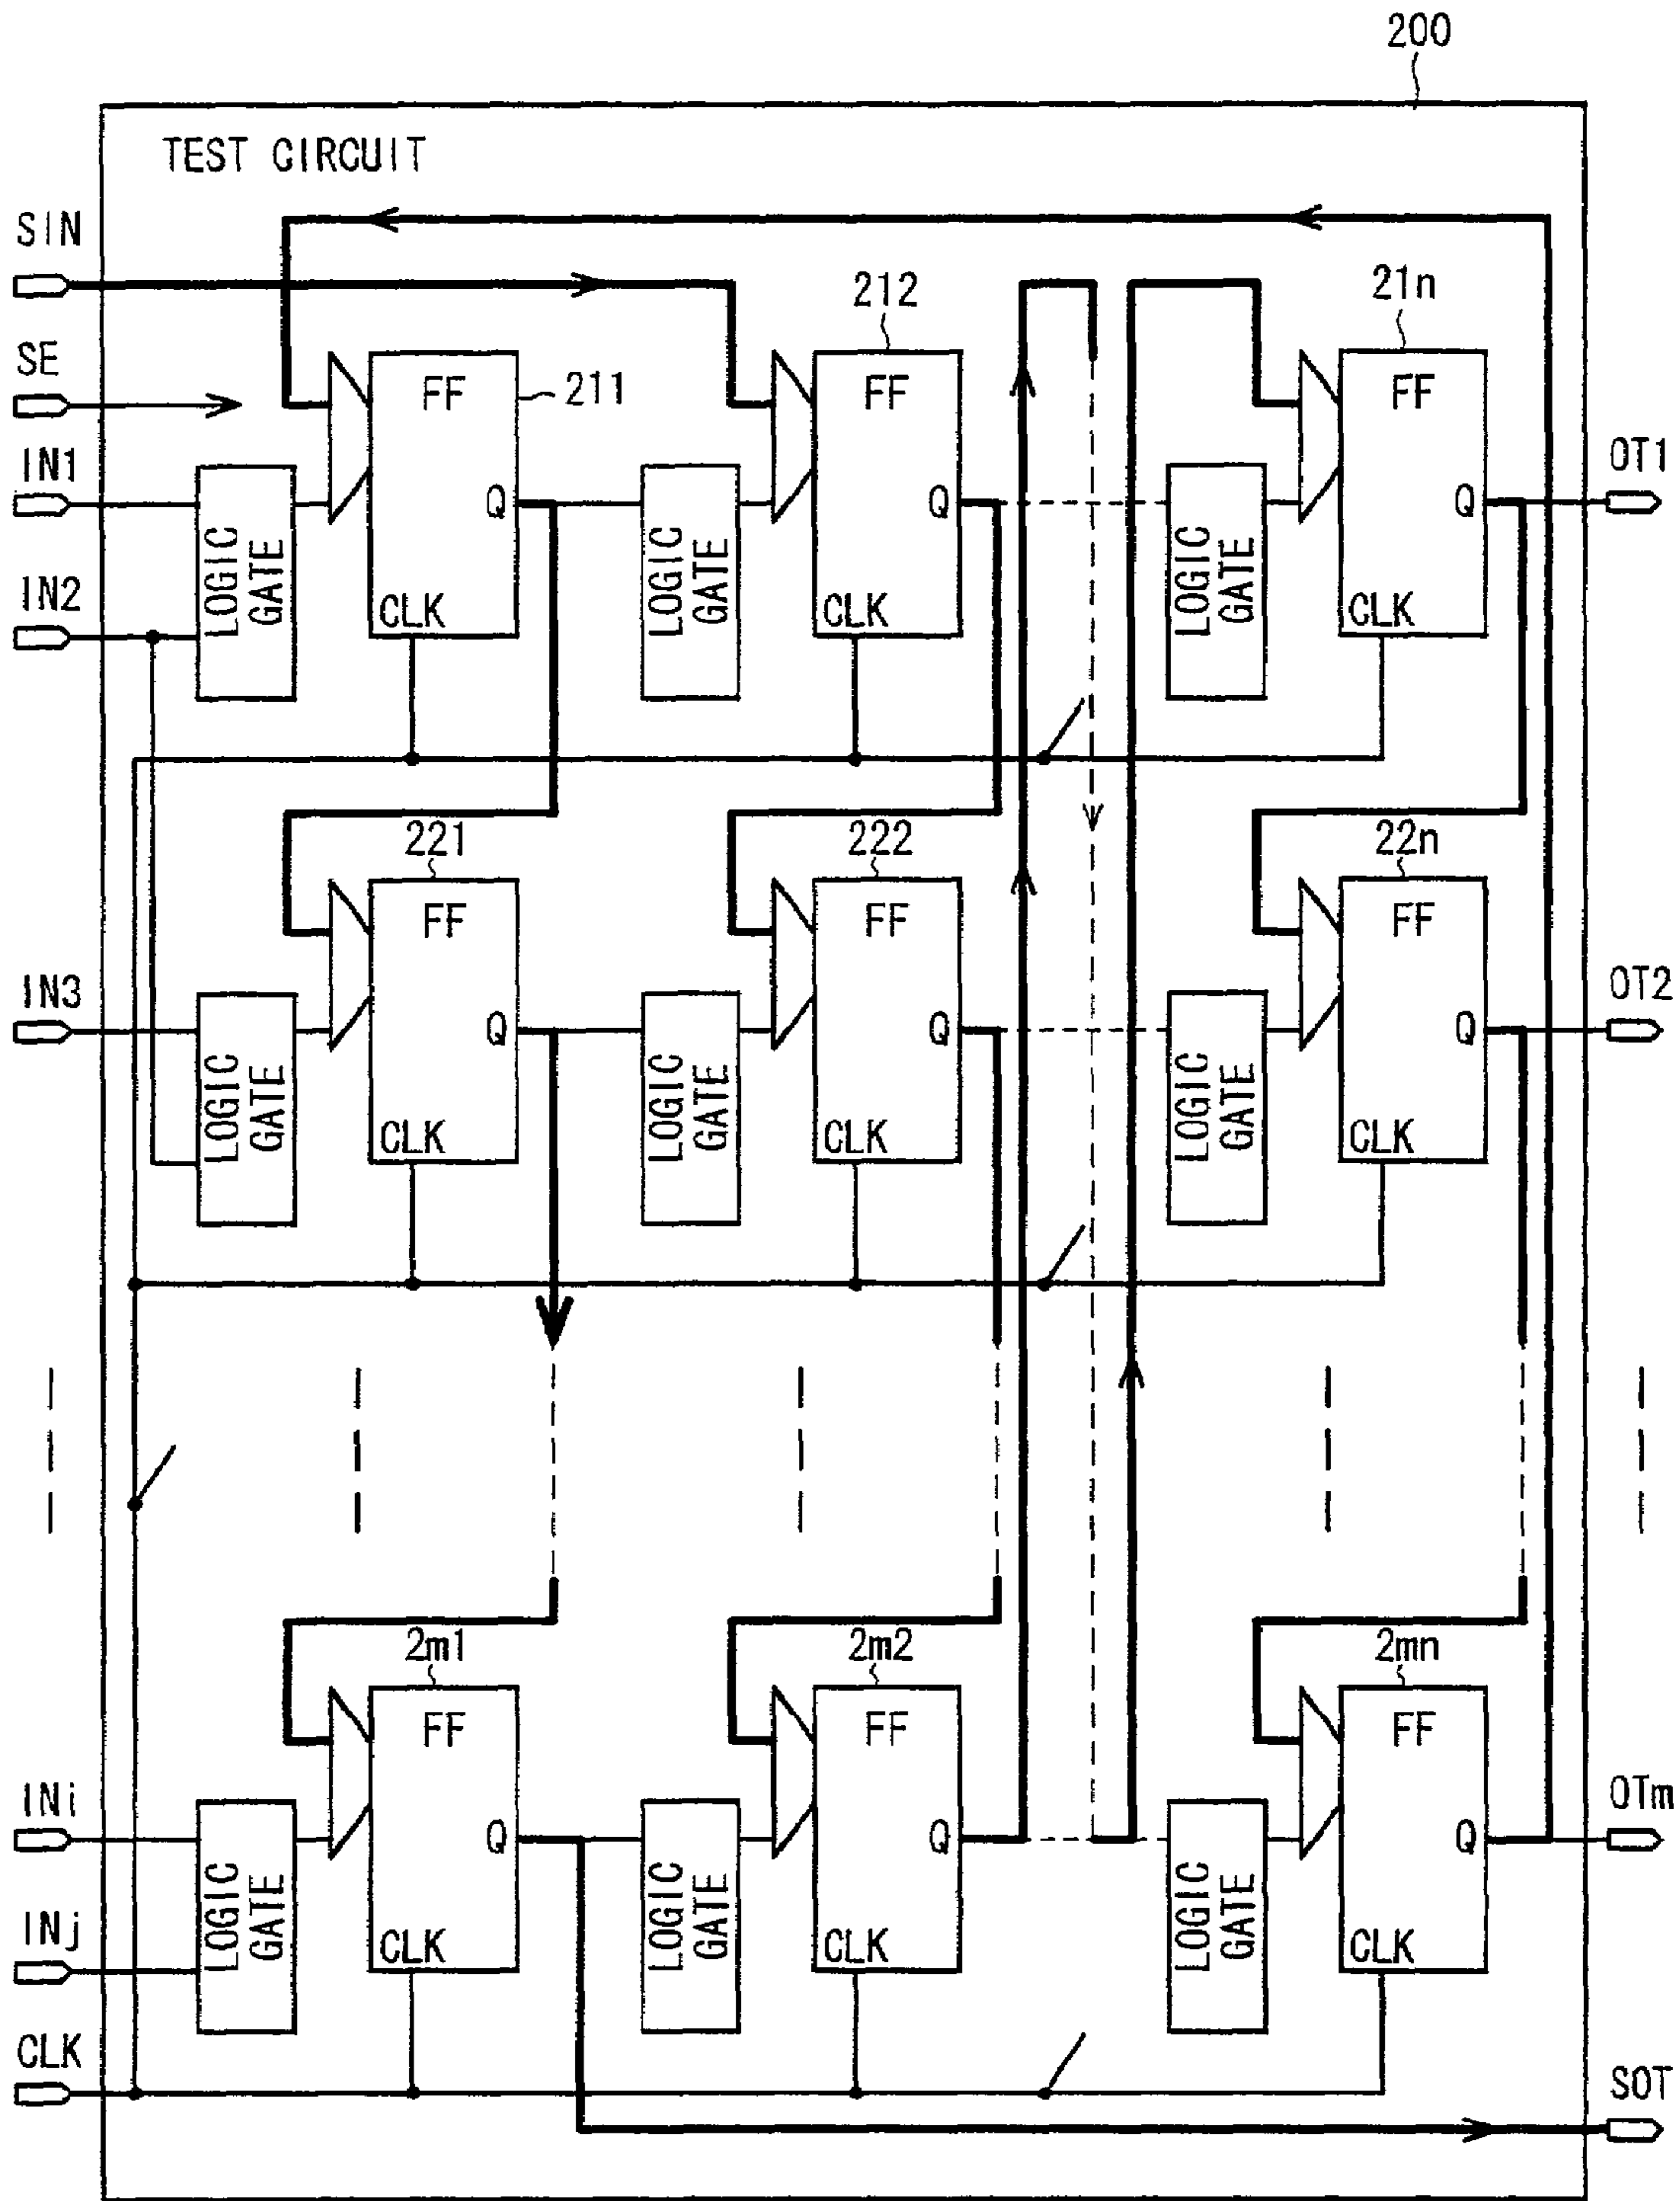 200
TEST CIRCUIT
SIN
SE
IN1
IN2
IN3
INi
INj
CLK
212
21n
FF
211
FF
FF
Q
Q
Q
OT1
LOGIC GATE
CLK
LOGIC GATE
CLK
LOGIC GATE
CLK
221
222
22n
FF
FF
FF
Q
Q
Q
OT2
LOGIC GATE
CLK
LOGIC GATE
CLK
LOGIC GATE
CLK
2m1
2m2
2mn
FF
FF
FF
Q
Q
Q
OTm
LOGIC GATE
CLK
LOGIC GATE
CLK
LOGIC GATE
CLK
SOT